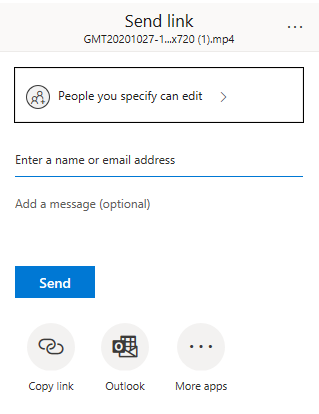 Send link
GMT20201027-1...x720 (1).mp4
People you specify can edit
Enter a name or email address
Add a message (optional)
Send
Copy link
Outlook
More apps